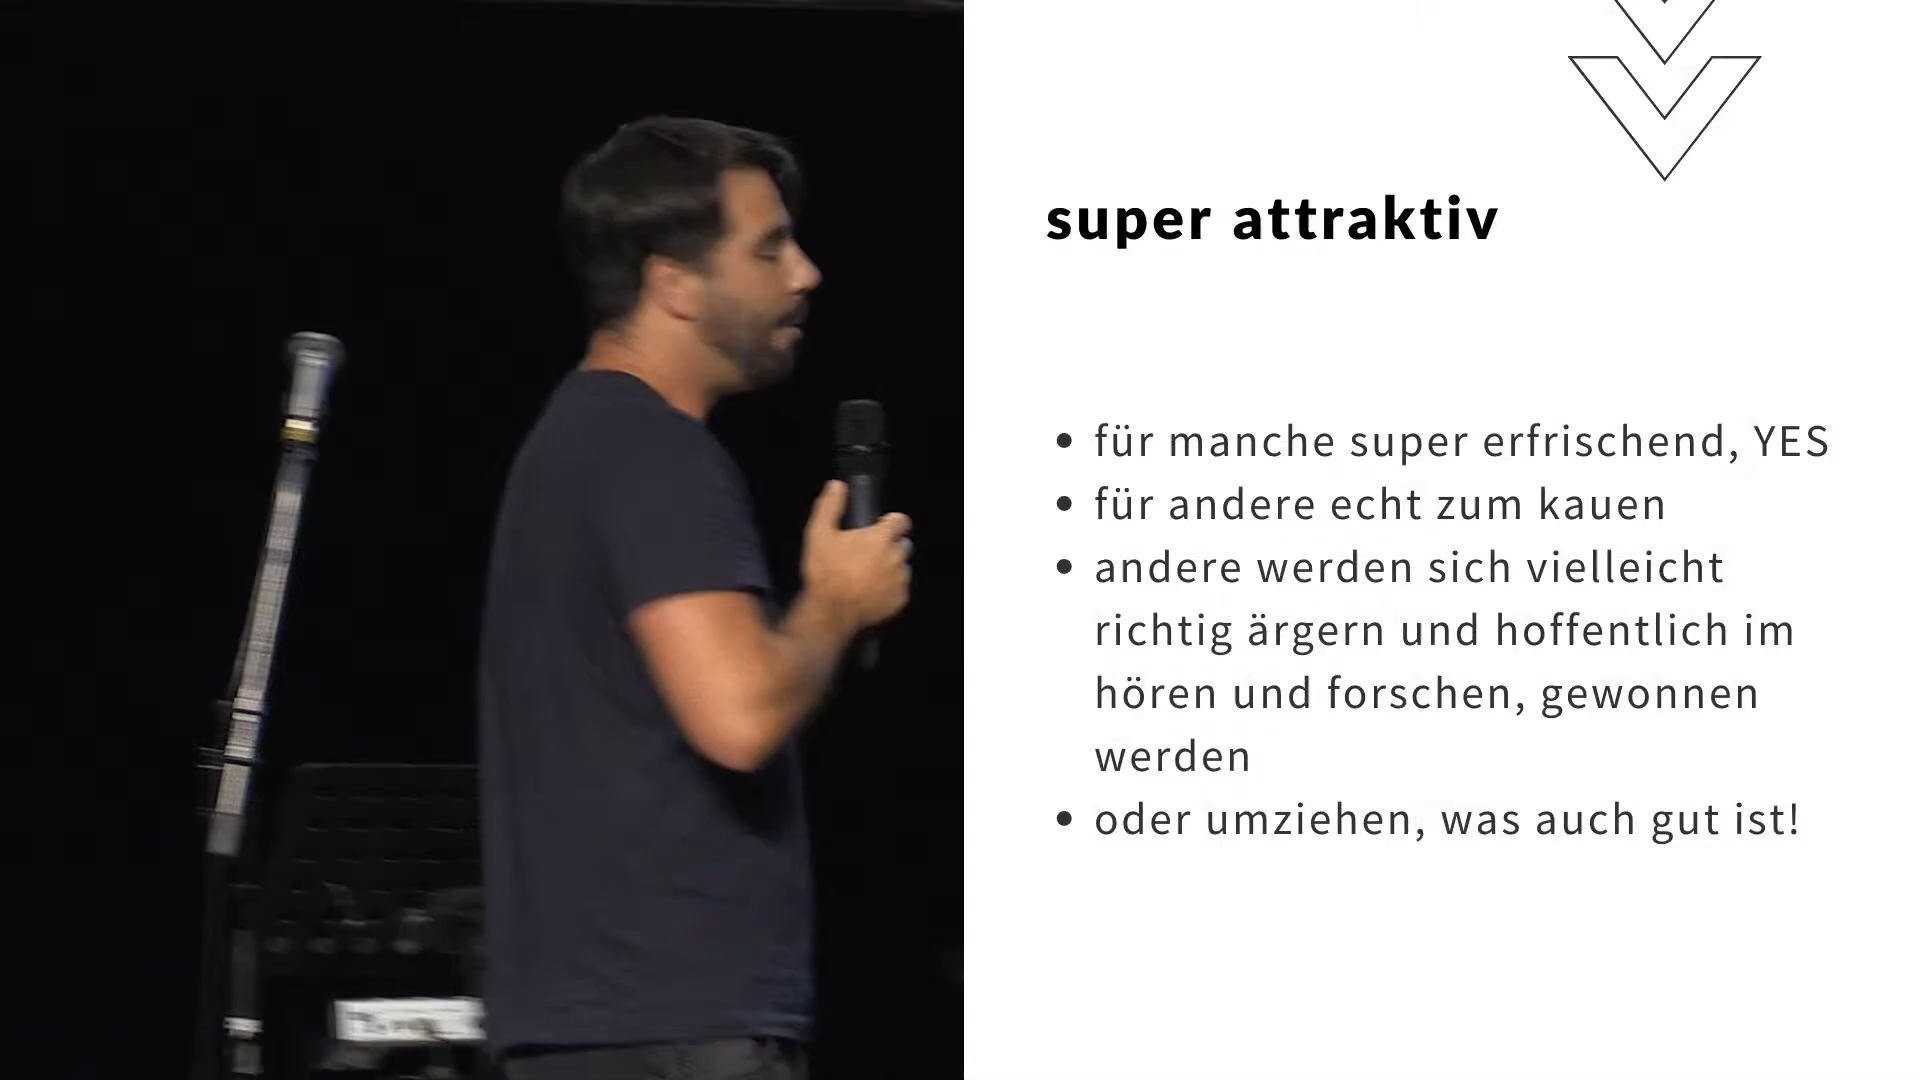 super attraktiv
für manche super erfrischend, YES
für andere echt zum kauen
andere werden sich vielleicht
richtig ärgern und hoffentlich im
hören und forschen, gewonnen
werden
oder umziehen, was auch gut ist!